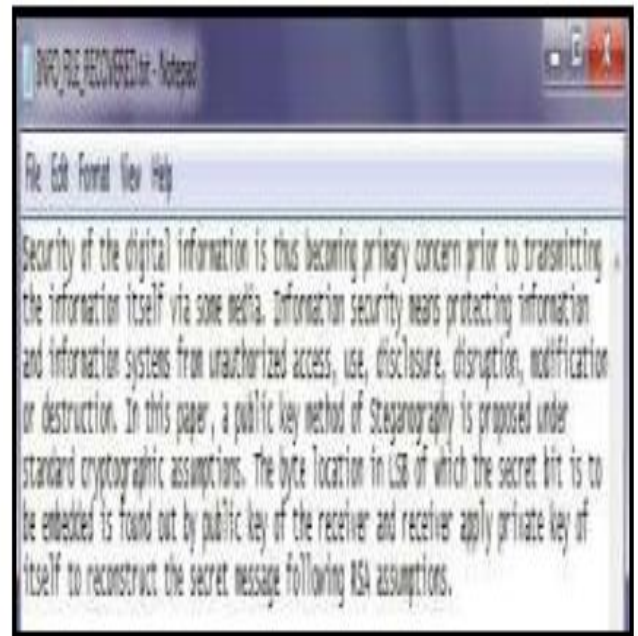 INFO_FILE_RECOVERED.txt - Notepad
File Edit Format View Help
Security of the digital information is thus becoming primary concern prior to transmitting
the information itself via some media. Information security means protecting information
and information systems from unauthorized access, use, disclosure, disruption, modification
or destruction. In this paper, a public key method of Steganography is proposed under
standard cryptographic assumptions. The byte location in LSB of which the secret bit is to
be embedded is found out by public key of the receiver and receiver apply private key of
itself to reconstruct the secret message following RSA assumptions.